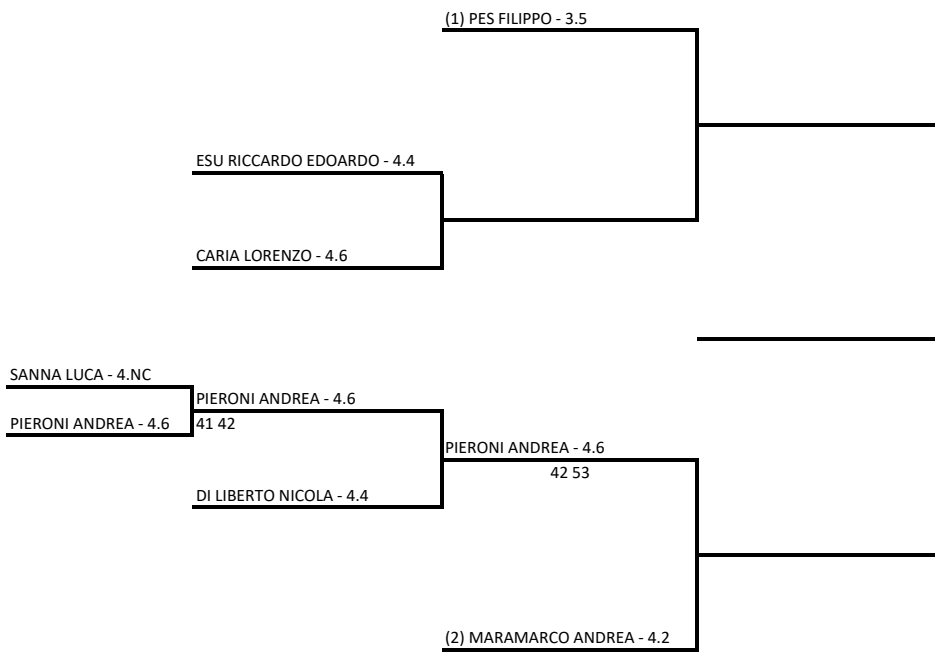 (1) PES FILIPPO - 3.5
ESU RICCARDO EDOARDO - 4.4
CARIA LORENZO - 4.6
SANNA LUCA - 4.NC
PIERONI ANDREA - 4.6
PIERONI ANDREA - 4.6
41 42
PIERONI ANDREA - 4.6
42 53
DI LIBERTO NICOLA - 4.4
(2) MARAMARCO ANDREA - 4.2